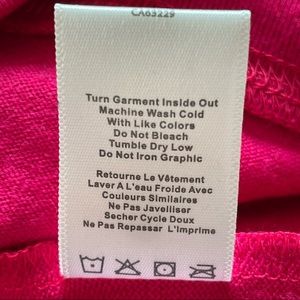 CA63229
Turn Garment Inside Out
Machine Wash Cold
With Like Colors
Do Not Bleach
Tumble Dry Low
Do Not Iron Graphic
Retourne Le Vêtement
Laver A L'eau Froide Avec
Couleurs Similaires
Ne Pas Javelliser
Secher Cycle Doux
Ne Pas Repasser L'Imprime